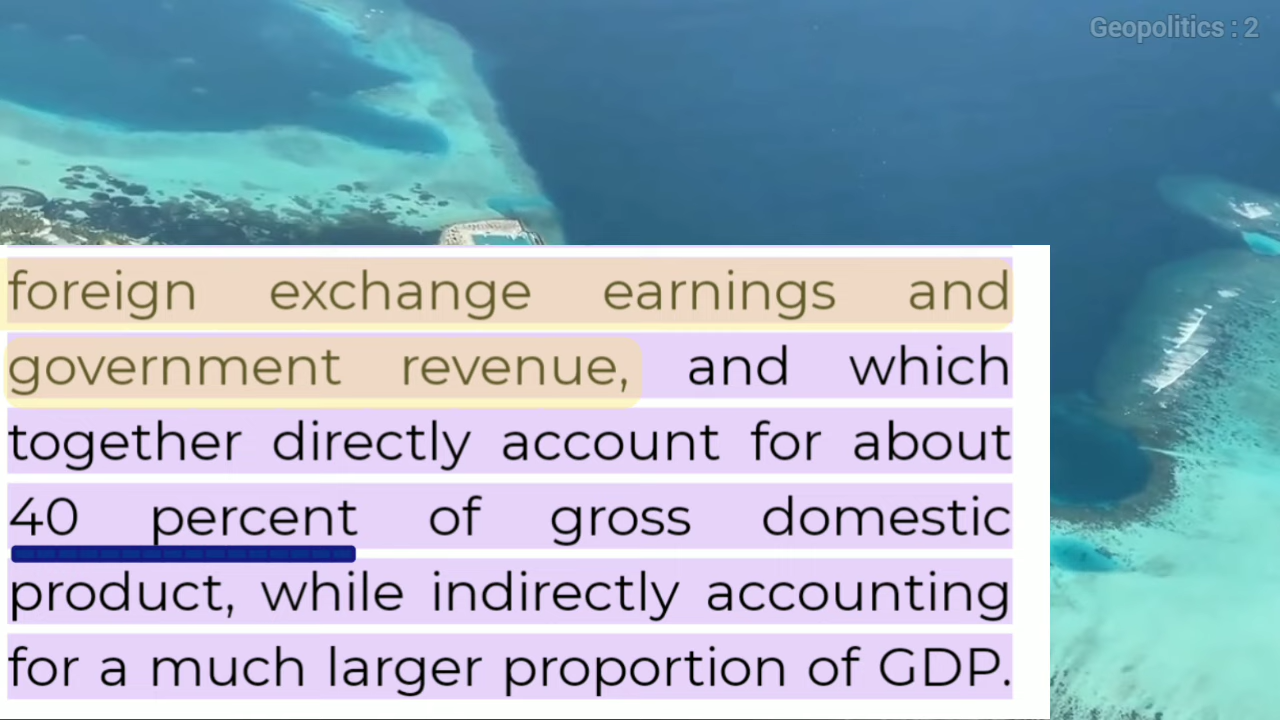 Geopolitics : 2
foreign exchange earnings and
government revenue, and which
together directly account for about
40 percent of gross domestic
product, while indirectly accounting
for a much larger proportion of GDP.